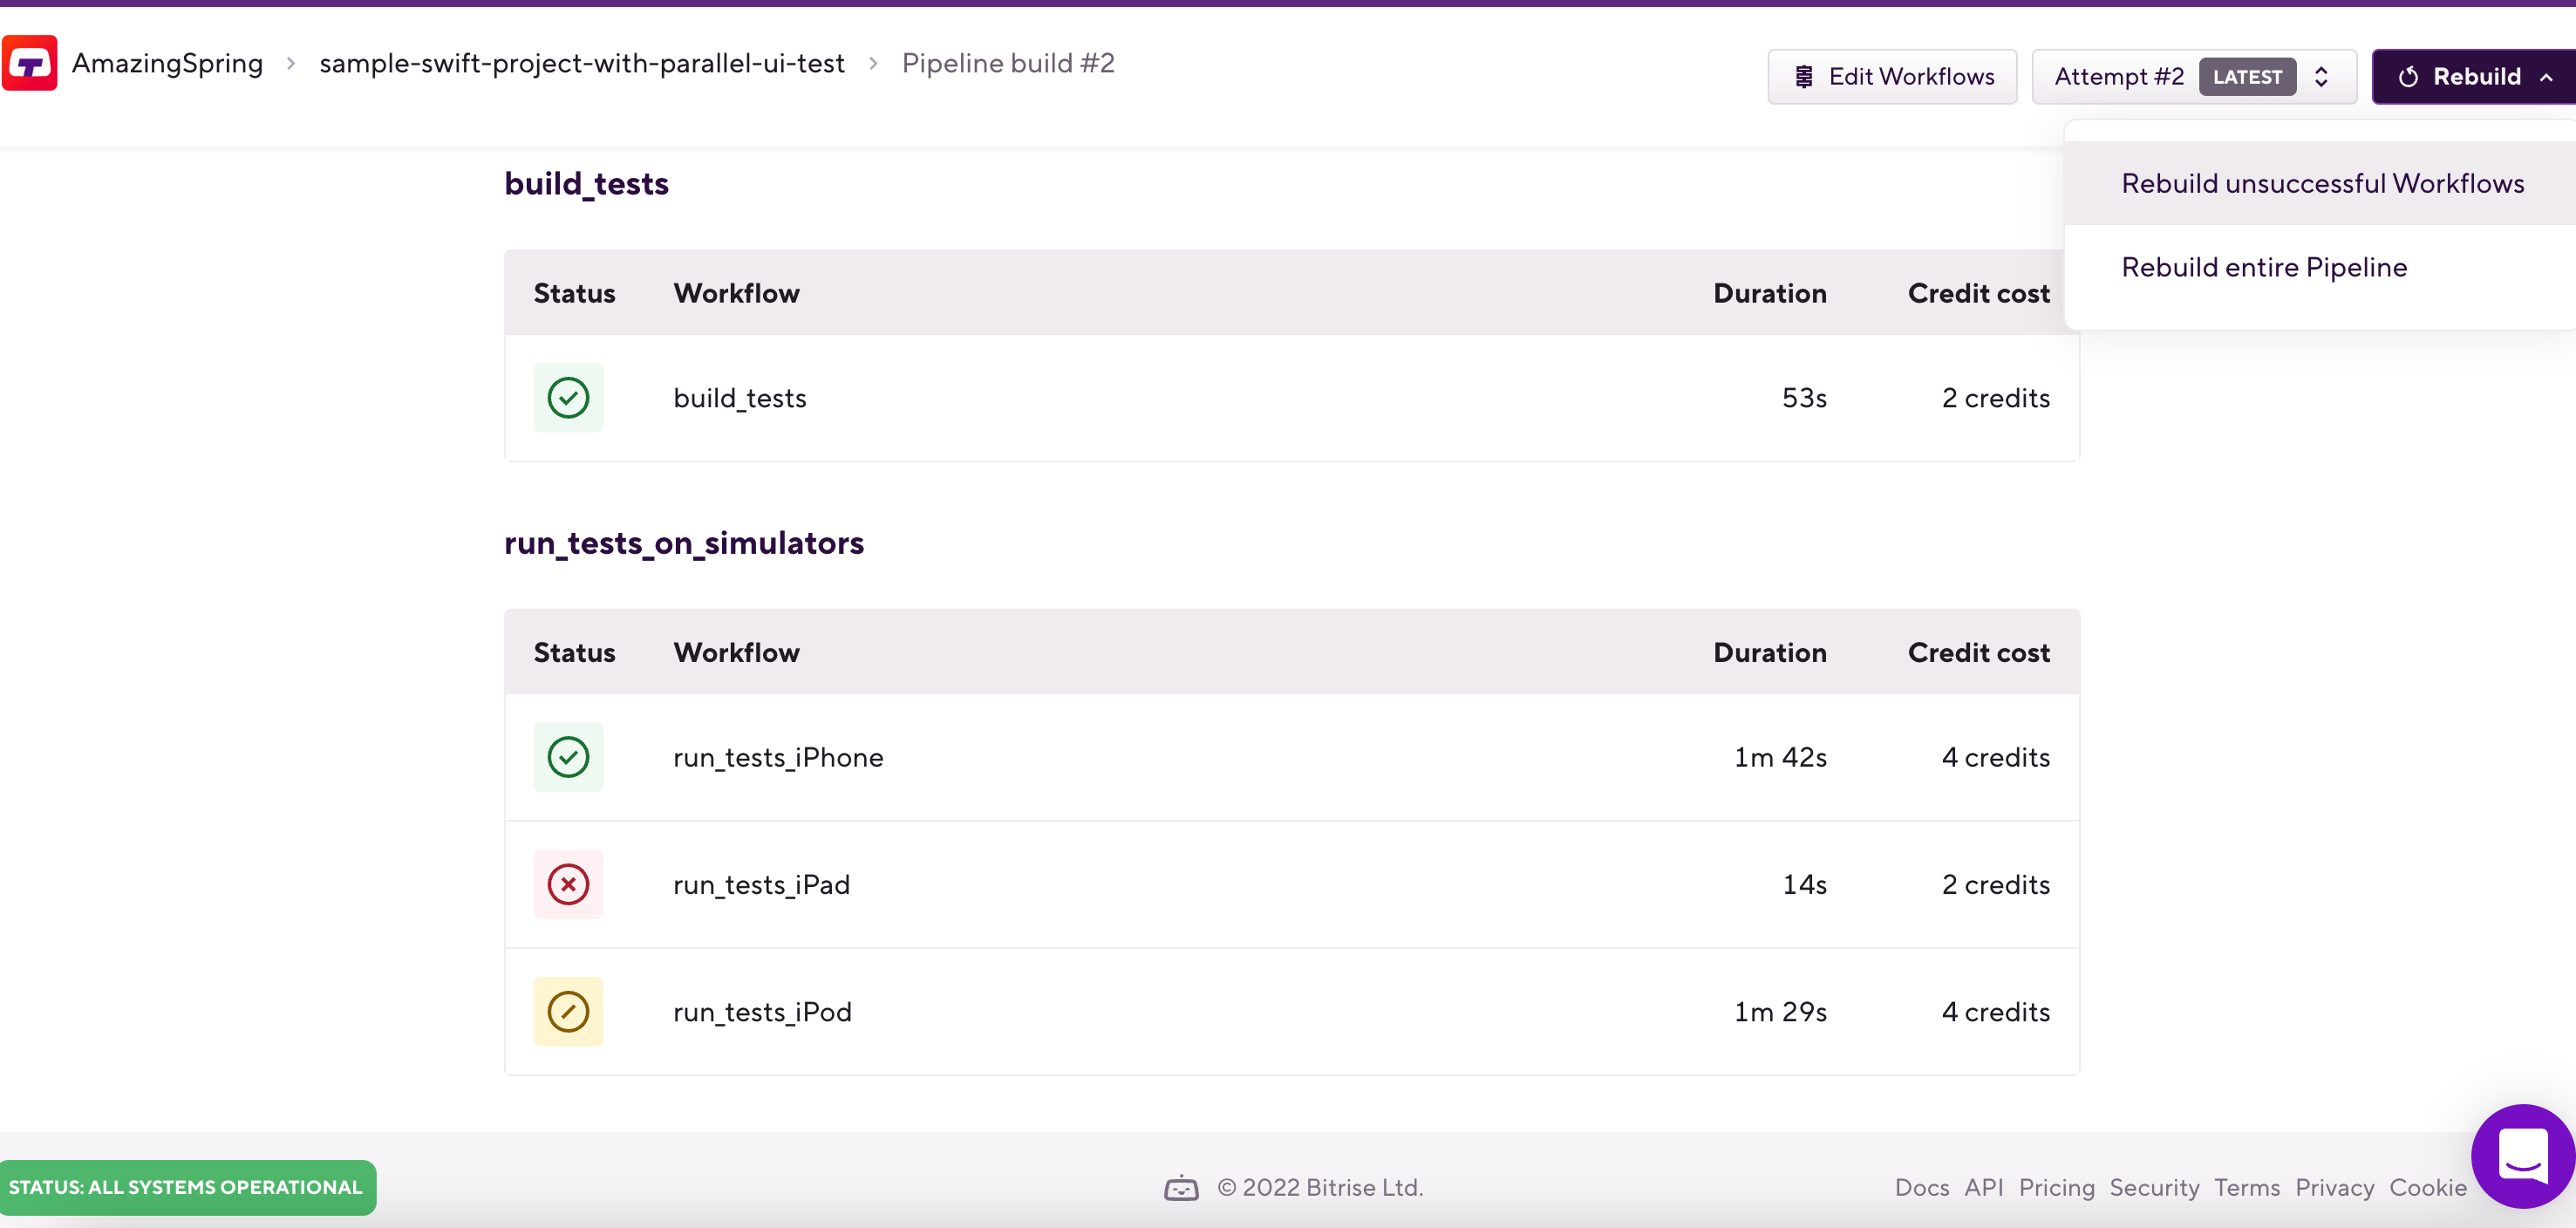 AmazingSpring > sample-swift-project-with-parallel-ui-test > Pipeline build #2
Edit Workflows
Attempt #2 LATEST
Rebuild
Rebuild unsuccessful Workflows
Rebuild entire Pipeline
build_tests
Status Workflow Duration Credit cost
build_tests 53s 2 credits
run_tests_on_simulators
Status Workflow Duration Credit cost
run_tests_iPhone 1m 42s 4 credits
run_tests_iPad 14s 2 credits
run_tests_iPod 1m 29s 4 credits
STATUS: ALL SYSTEMS OPERATIONAL
© 2022 Bitrise Ltd.
Docs API Pricing Security Terms Privacy Cookie